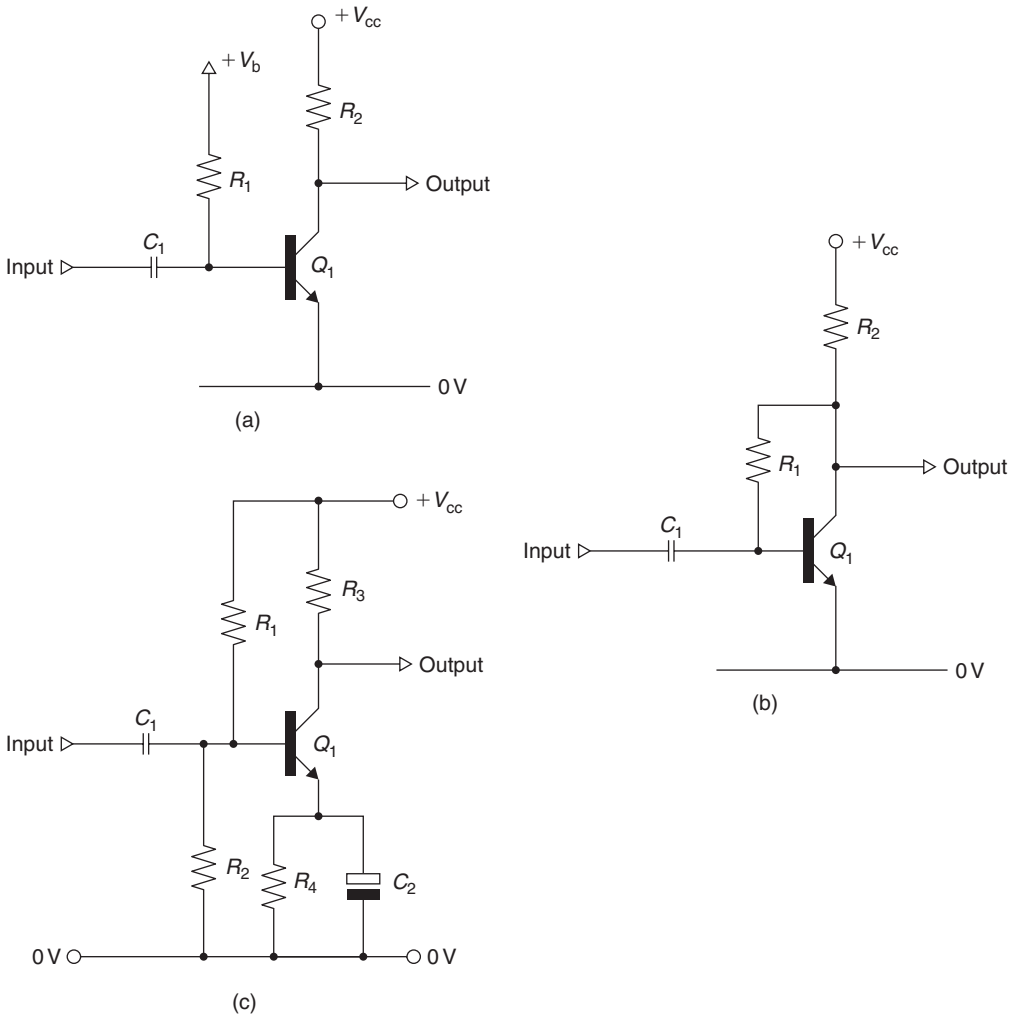 +Vcc
+Vb
R2
R1
Output
C1
Input
Q1
0 V
(a)
+Vcc
R2
R1
Output
C1
Input
Q1
0 V
(b)
+Vcc
R3
R1
Output
C1
Input
Q1
R2
R4
C2
0 V
0 V
(c)